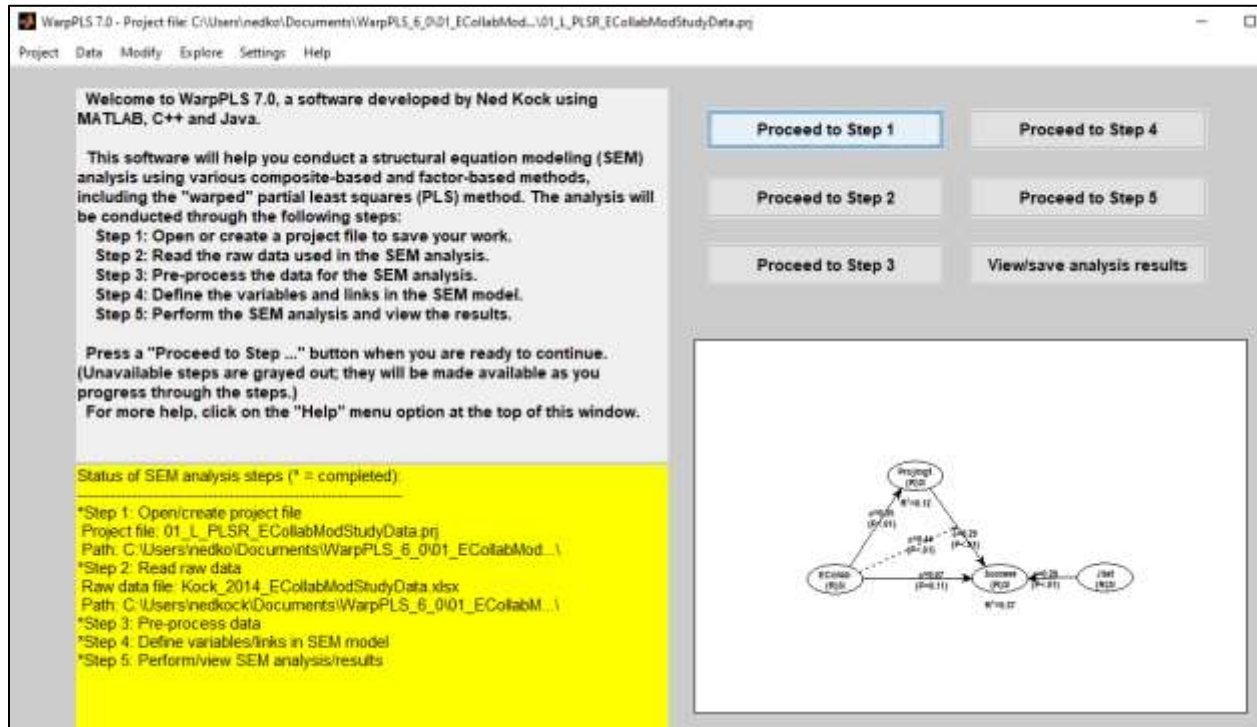 WarpPLS 7.0 - Project file: C:\Users\nedko\Documents\WarpPLS_6_0\01_ECollabMod...\01_L_PLSR_ECollabModStudyData.prj
Project Data Modify Explore Settings Help
Welcome to WarpPLS 7.0, a software developed by Ned Kock using
MATLAB, C++ and Java.
This software will help you conduct a structural equation modeling (SEM)
analysis using various composite-based and factor-based methods,
including the "warped" partial least squares (PLS) method. The analysis will
be conducted through the following steps:
Step 1: Open or create a project file to save your work.
Step 2: Read the raw data used in the SEM analysis.
Step 3: Pre-process the data for the SEM analysis.
Step 4: Define the variables and links in the SEM model.
Step 5: Perform the SEM analysis and view the results.
Press a "Proceed to Step ..." button when you are ready to continue.
(Unavailable steps are grayed out; they will be made available as you
progress through the steps.)
For more help, click on the "Help" menu option at the top of this window.
Status of SEM analysis steps (* = completed):
*Step 1: Open/create project file
Project file: 01_L_PLSR_ECollabModStudyData.prj
Path: C:\Users\nedko\Documents\WarpPLS_6_0\01_ECollabMod...\
*Step 2: Read raw data
Raw data file: Kock_2014_ECollabModStudyData.xlsx
Path: C:\Users\nedkock\Documents\WarpPLS_6_0\01_ECollabM...\
*Step 3: Pre-process data
*Step 4: Define variables/links in SEM model
*Step 5: Perform/view SEM analysis/results
Proceed to Step 1
Proceed to Step 4
Proceed to Step 2
Proceed to Step 5
Proceed to Step 3
View/save analysis results
Projmgt
(P<.01)
ECollab
(P=0.11)
Success
(P<.01)